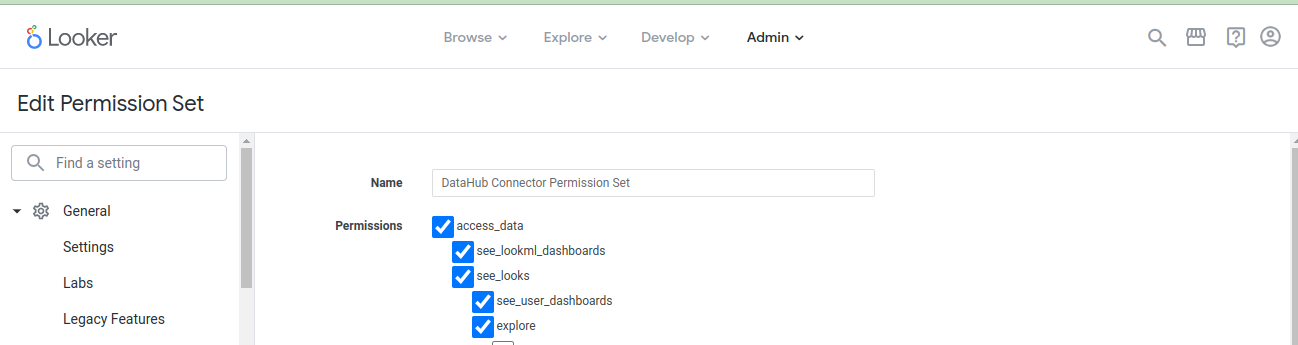 Looker
Browse Explore Develop Admin
Edit Permission Set
Find a setting
General
Settings
Labs
Legacy Features
Name DataHub Connector Permission Set
Permissions access_data
see_lookml_dashboards
see_looks
see_user_dashboards
explore